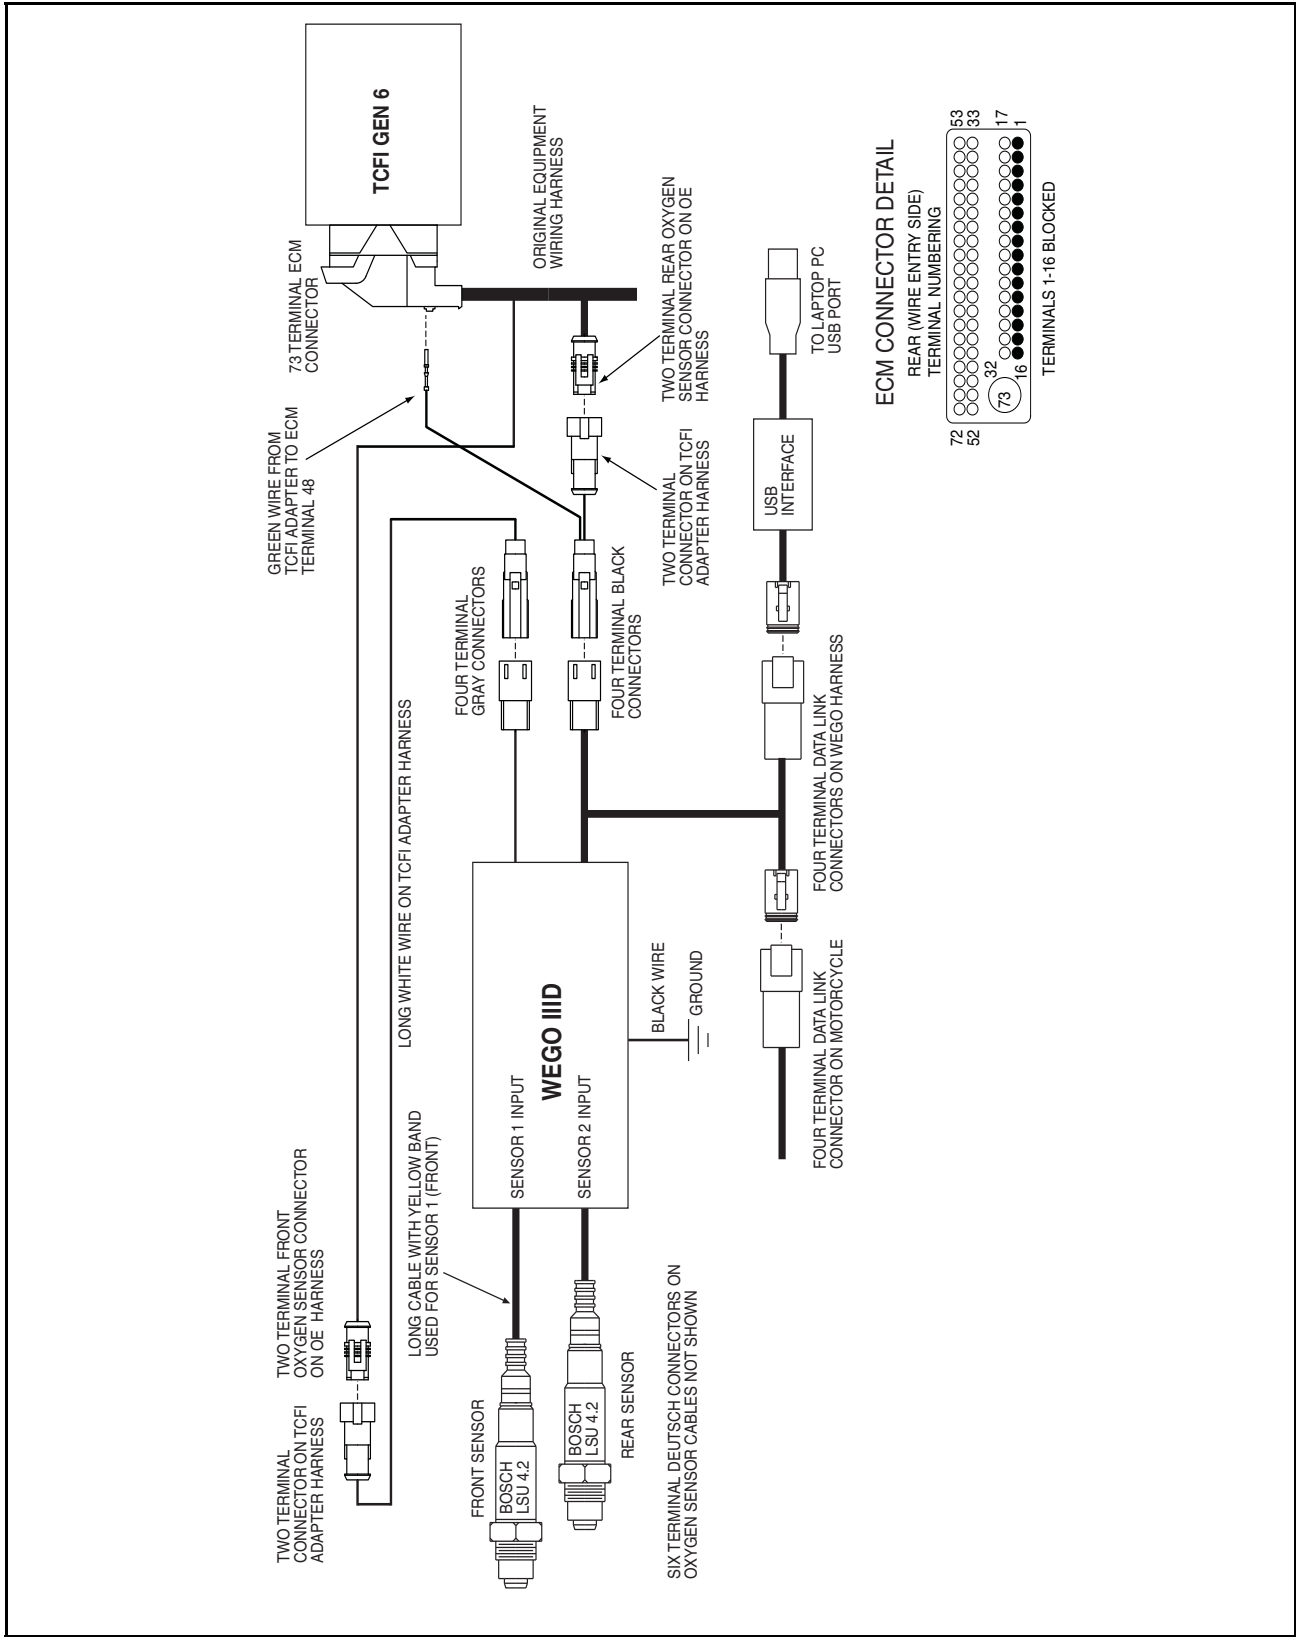 TWO TERMINAL
CONNECTOR ON TCFI
ADAPTER HARNESS
TWO TERMINAL FRONT
OXYGEN SENSOR CONNECTOR
ON OE HARNESS
GREEN WIRE FROM
TCFI ADAPTER TO ECM
TERMINAL 48
73 TERMINAL ECM
CONNECTOR
TCFI GEN 6
LONG WHITE WIRE ON TCFI ADAPTER HARNESS
LONG CABLE WITH YELLOW BAND
USED FOR SENSOR 1 (FRONT)
FOUR TERMINAL
GRAY CONNECTORS
ORIGINAL EQUIPMENT
WIRING HARNESS
FRONT SENSOR
BOSCH
LSU 4.2
SENSOR 1 INPUT
WEGO IIID
SENSOR 2 INPUT
BOSCH
LSU 4.2
REAR SENSOR
FOUR TERMINAL BLACK
CONNECTORS
TWO TERMINAL
CONNECTOR ON TCFI
ADAPTER HARNESS
TWO TERMINAL REAR OXYGEN
SENSOR CONNECTOR ON OE
HARNESS
BLACK WIRE
GROUND
SIX TERMINAL DEUTSCH CONNECTORS ON
OXYGEN SENSOR CABLES NOT SHOWN
USB
INTERFACE
TO LAPTOP PC
USB PORT
FOUR TERMINAL DATA LINK
CONNECTOR ON MOTORCYCLE
FOUR TERMINAL DATA LINK
CONNECTORS ON WEGO HARNESS
ECM CONNECTOR DETAIL
REAR (WIRE ENTRY SIDE)
TERMINAL NUMBERING
72
53
52
33
32
17
73
16
1
TERMINALS 1-16 BLOCKED